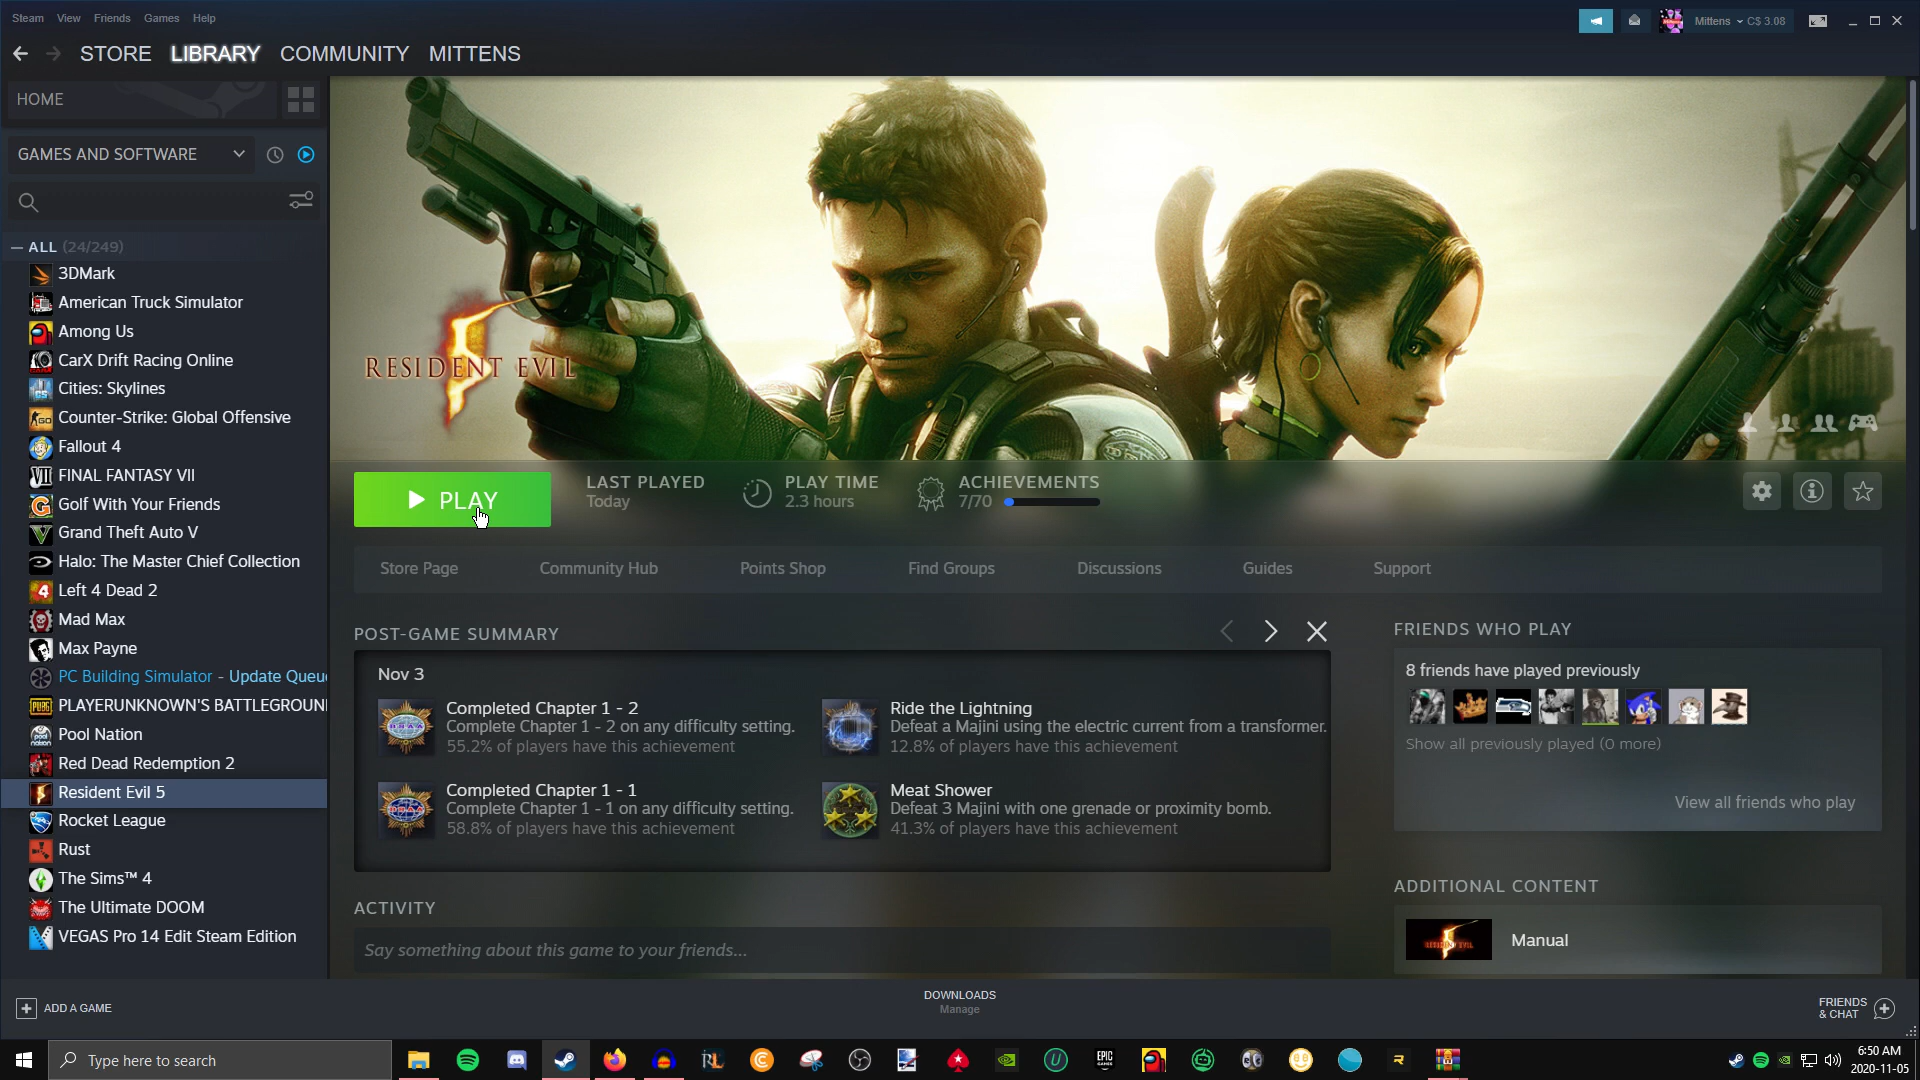 Steam View Friends Games Help
Mittens C$ 3.08
STORE LIBRARY COMMUNITY MITTENS
HOME
GAMES AND SOFTWARE
ALL (24/249)
3DMark
American Truck Simulator
Among Us
CarX Drift Racing Online
Cities: Skylines
Counter-Strike: Global Offensive
Fallout 4
FINAL FANTASY VII
Golf With Your Friends
Grand Theft Auto V
Halo: The Master Chief Collection
Left 4 Dead 2
Mad Max
Max Payne
PC Building Simulator - Update Queu
PLAYERUNKNOWN'S BATTLEGROUN
Pool Nation
Red Dead Redemption 2
Resident Evil 5
Rocket League
Rust
The Sims™ 4
The Ultimate DOOM
VEGAS Pro 14 Edit Steam Edition
ADD A GAME
RESIDENT EVIL 5
PLAY
LAST PLAYED
Today
PLAY TIME
2.3 hours
ACHIEVEMENTS
7/70
Store Page Community Hub Points Shop Find Groups Discussions Guides Support
POST-GAME SUMMARY
Nov 3
Completed Chapter 1 - 2
Complete Chapter 1 - 2 on any difficulty setting.
55.2% of players have this achievement
Ride the Lightning
Defeat a Majini using the electric current from a transformer.
12.8% of players have this achievement
Completed Chapter 1 - 1
Complete Chapter 1 - 1 on any difficulty setting.
58.8% of players have this achievement
Meat Shower
Defeat 3 Majini with one grenade or proximity bomb.
41.3% of players have this achievement
ACTIVITY
Say something about this game to your friends...
FRIENDS WHO PLAY
8 friends have played previously
Show all previously played (0 more)
View all friends who play
ADDITIONAL CONTENT
Manual
DOWNLOADS
Manage
FRIENDS
& CHAT
Type here to search
6:50 AM
2020-11-05